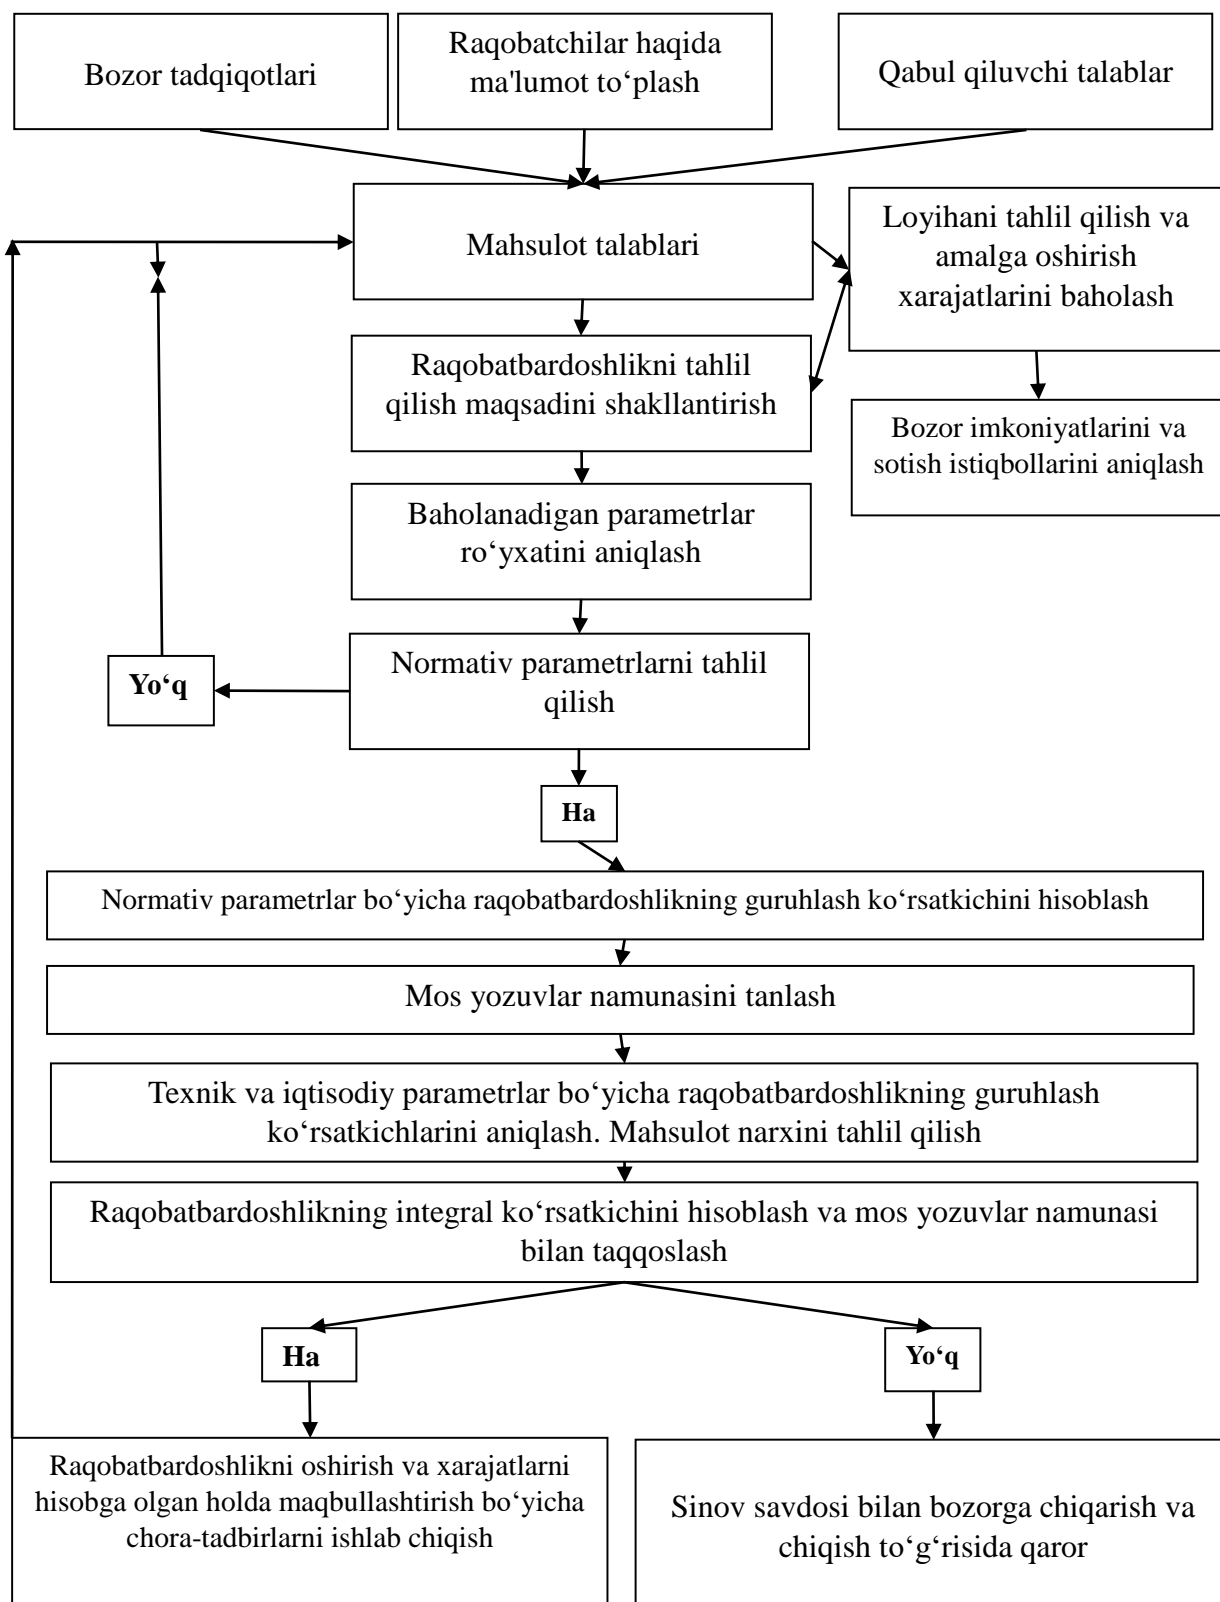 Bozor tadqiqotlari
Raqobatchilar haqida
ma'lumot to‘plash
Qabul qiluvchi talablar
Mahsulot talablari
Loyihani tahlil qilish va
amalga oshirish
xarajatlarini baholash
Raqobatbardoshlikni tahlil
qilish maqsadini shakllantirish
Bozor imkoniyatlarini va
sotish istiqbollarini aniqlash
Baholanadigan parametrlar
ro‘yxatini aniqlash
Normativ parametrlarni tahlil
qilish
Yo‘q
Ha
Normativ parametrlar bo‘yicha raqobatbardoshlikning guruhlash ko‘rsatkichini hisoblash
Mos yozuvlar namunasini tanlash
Texnik va iqtisodiy parametrlar bo‘yicha raqobatbardoshlikning guruhlash
ko‘rsatkichlarini aniqlash. Mahsulot narxini tahlil qilish
Raqobatbardoshlikning integral ko‘rsatkichini hisoblash va mos yozuvlar namunasi
bilan taqqoslash
Ha
Yo‘q
Raqobatbardoshlikni oshirish va xarajatlarni
hisobga olgan holda maqbullashtirish bo‘yicha
chora-tadbirlarni ishlab chiqish
Sinov savdosi bilan bozorga chiqarish va
chiqish to‘g‘risida qaror